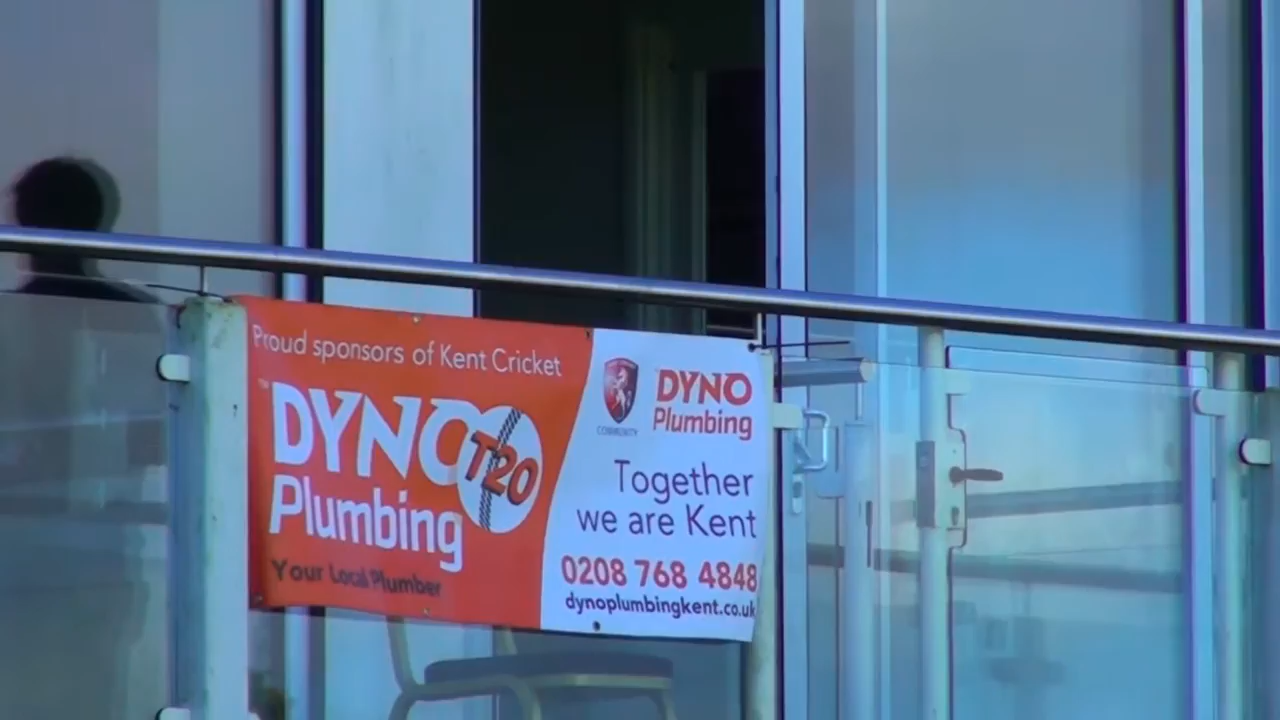 Proud sponsors of Kent Cricket
DYNO
T20
Plumbing
Your Local Plumber
COMMUNITY
DYNO
Plumbing
Together
we are Kent
0208 768 4848
dynoplumbingkent.co.uk